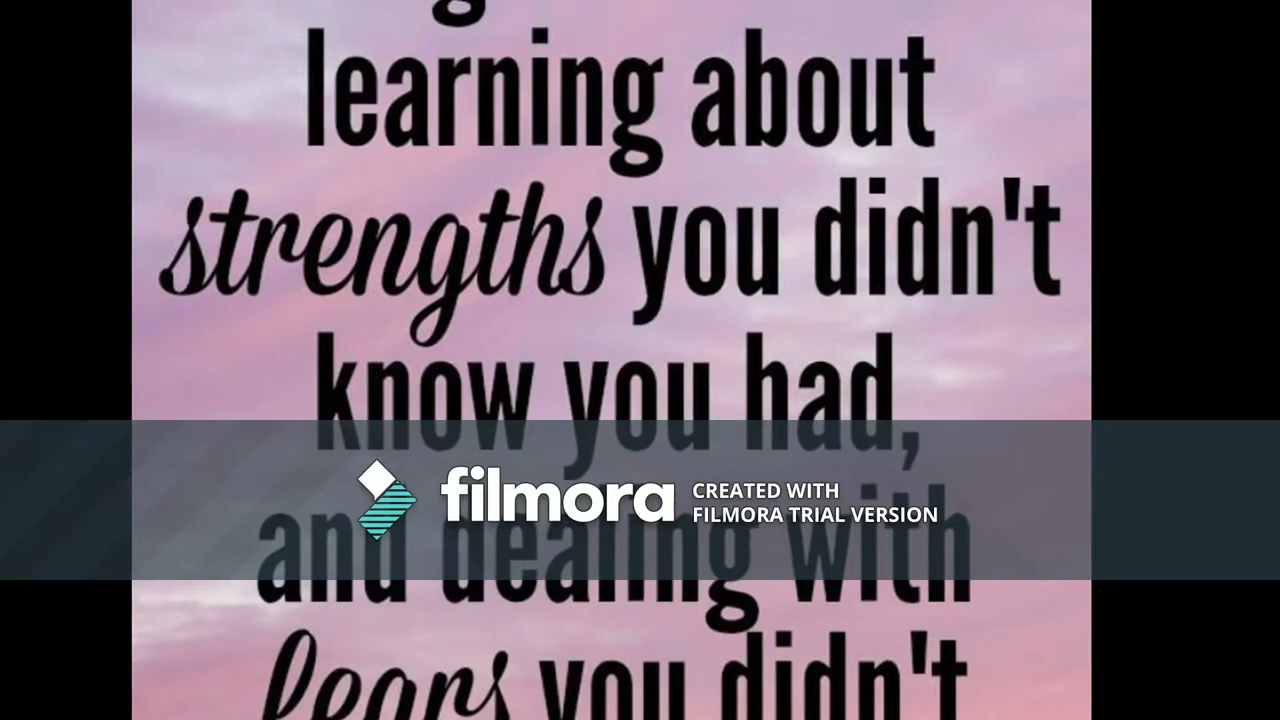 learning about
strengths you didn't
know you had,
filmora
CREATED WITH
FILMORA TRIAL VERSION
and dealing with
fears you didn't